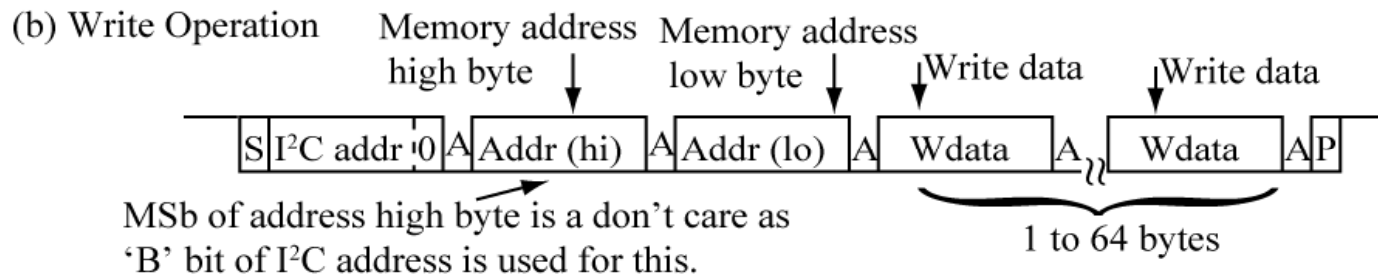 (b) Write Operation
Memory address
high byte
Memory address
low byte
Write data
Write data
S I²C addr 0 A Addr (hi) A Addr (lo) A Wdata A Wdata A P
MSb of address high byte is a don’t care as
‘B’ bit of I²C address is used for this.
1 to 64 bytes